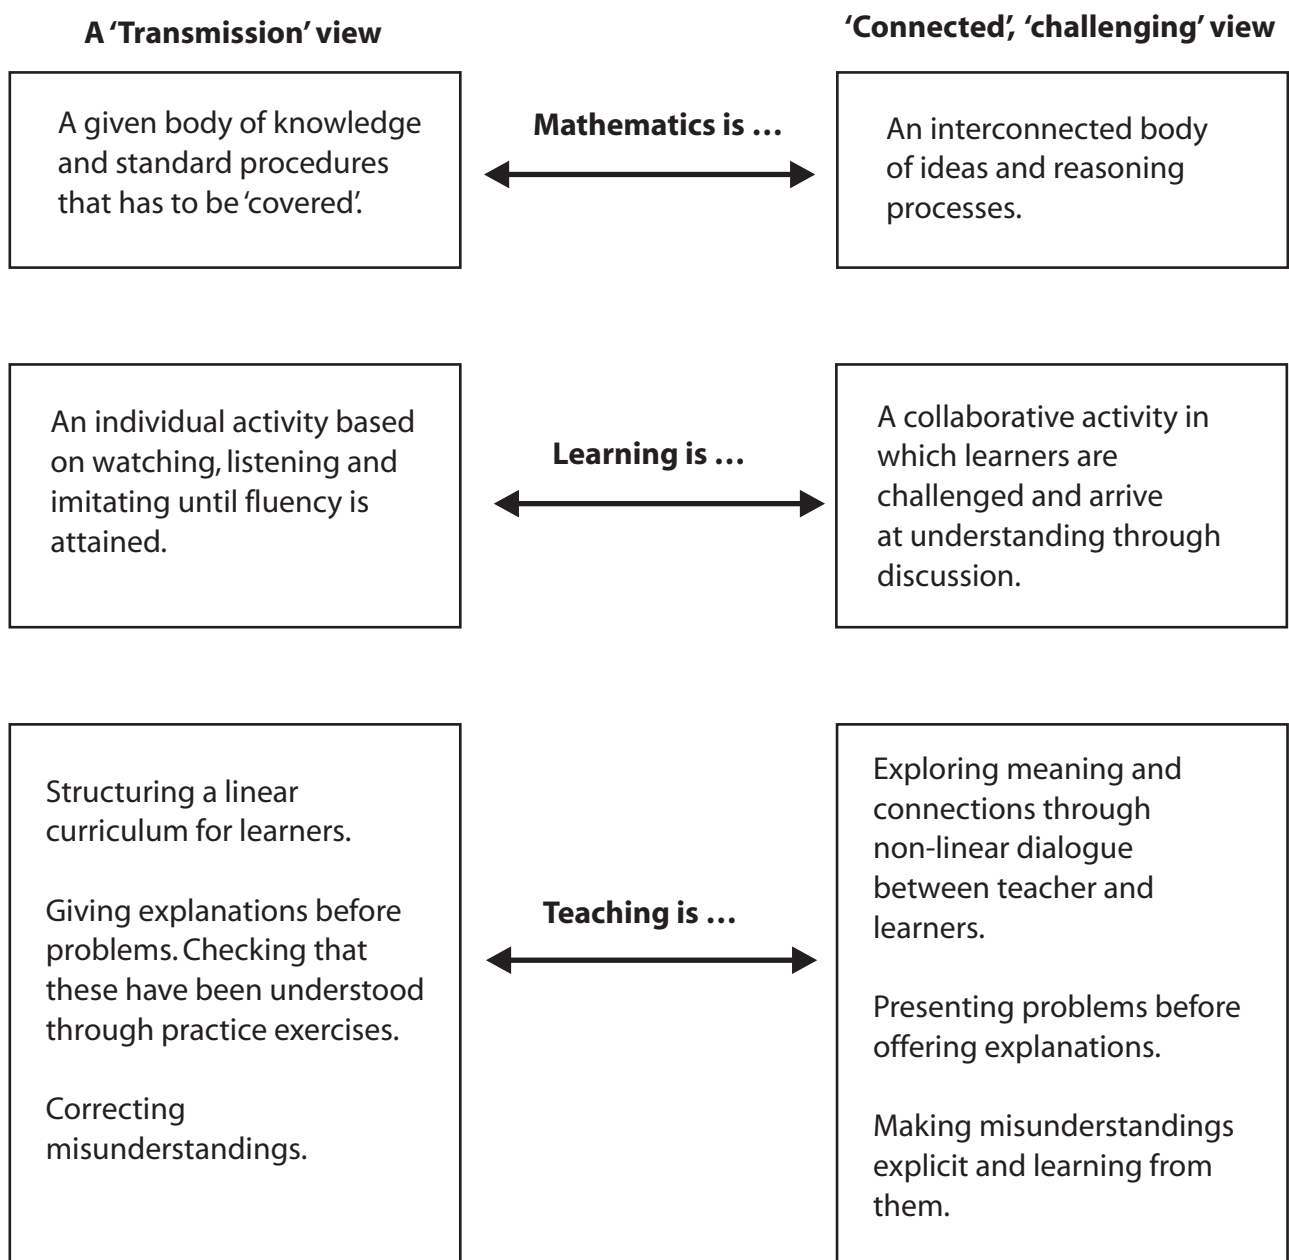 A ‘Transmission’ view
‘Connected’, ‘challenging’ view
A given body of knowledge
and standard procedures
that has to be ‘covered’.
Mathematics is …
An interconnected body
of ideas and reasoning
processes.
An individual activity based
on watching, listening and
imitating until fluency is
attained.
Learning is …
A collaborative activity in
which learners are
challenged and arrive
at understanding through
discussion.
Structuring a linear
curriculum for learners.
Giving explanations before
problems. Checking that
these have been understood
through practice exercises.
Correcting
misunderstandings.
Teaching is …
Exploring meaning and
connections through
non-linear dialogue
between teacher and
learners.
Presenting problems before
offering explanations.
Making misunderstandings
explicit and learning from
them.